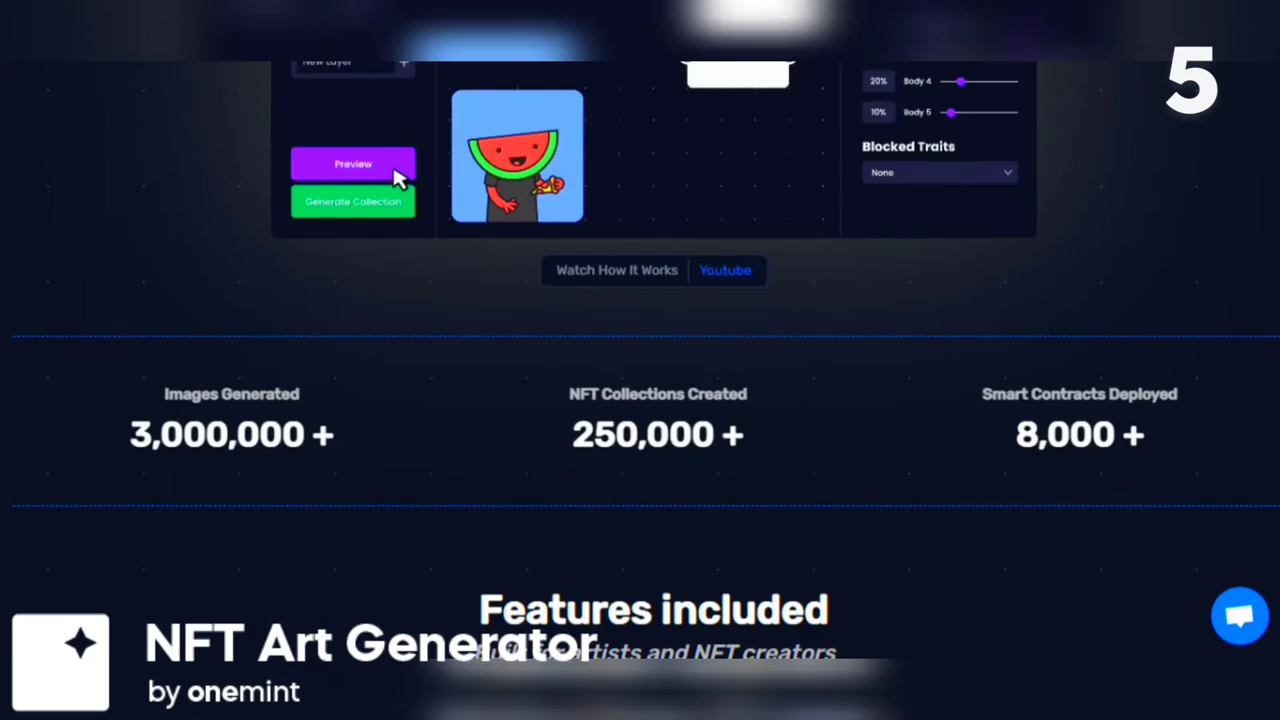 5
New Layer +
20% Body 4
10% Body 5
Blocked Traits
None
Preview
Generate Collection
Watch How It Works Youtube
Images Generated NFT Collections Created Smart Contracts Deployed
3,000,000 + 250,000 + 8,000 +
Features included
artists and NFT creators
NFT Art Generator
by onemint